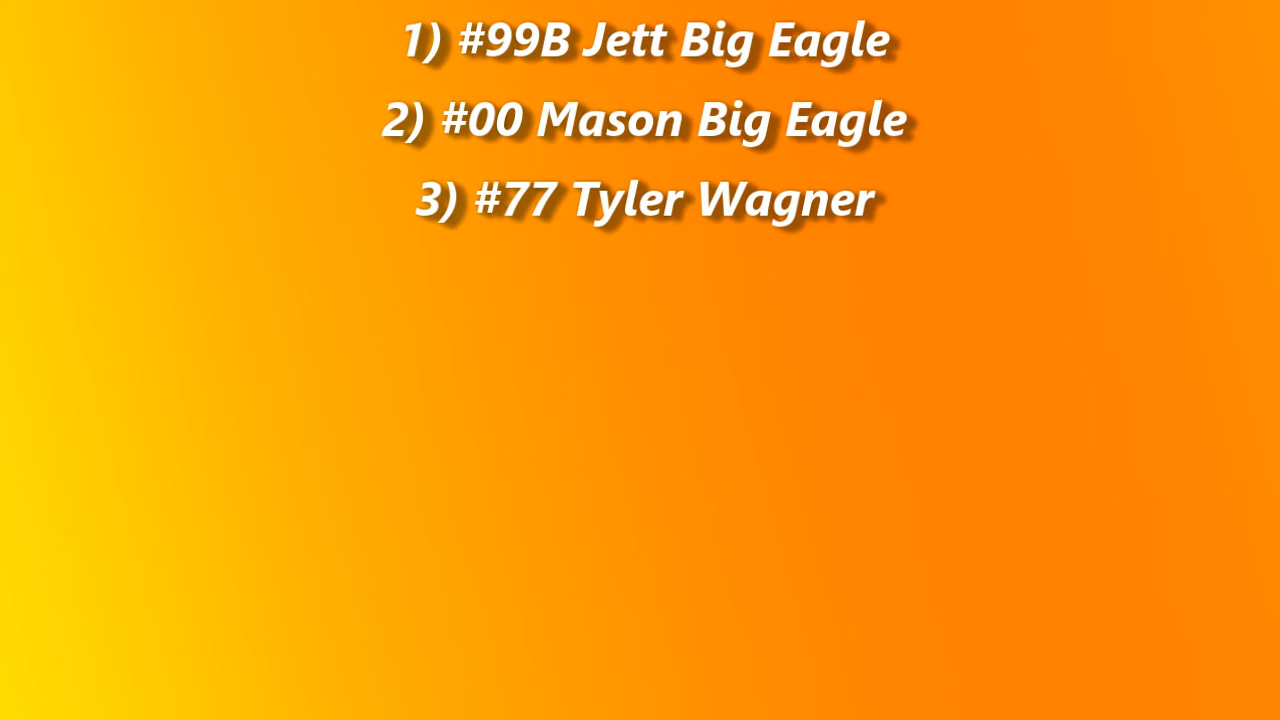 1) #99B Jett Big Eagle
2) #00 Mason Big Eagle
3) #77 Tyler Wagner